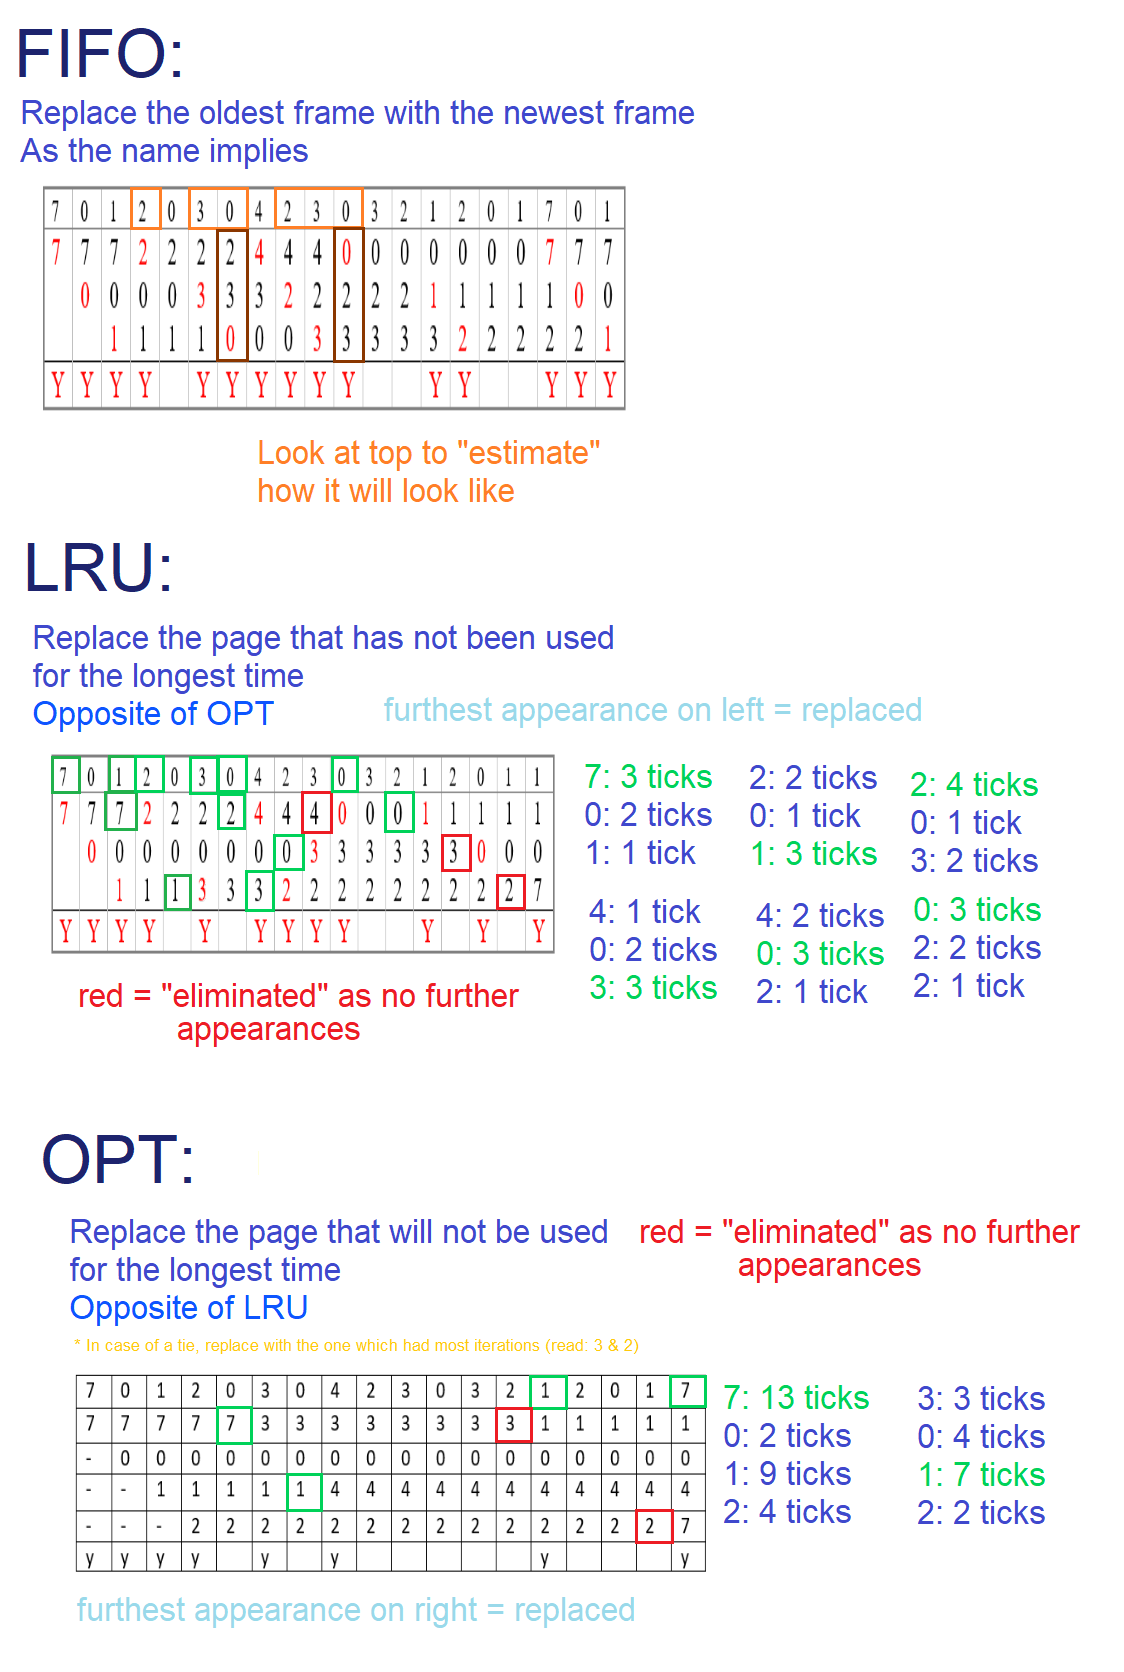 FIFO:
Replace the oldest frame with the newest frame
As the name implies
7 0 1 2 0 3 0 4 2 3 0 3 2 1 2 0 1 7 0 1
7 7 7 2 2 2 2 4 4 4 0 0 0 0 0 0 0 7 7 7
0 0 0 0 3 3 3 2 2 2 2 2 1 1 1 1 1 0 0
1 1 1 1 0 0 0 3 3 3 3 3 2 2 2 2 2 1
Y Y Y Y Y Y Y Y Y Y Y Y Y Y Y
Look at top to "estimate"
how it will look like
LRU:
Replace the page that has not been used
for the longest time
Opposite of OPT
furthest appearance on left = replaced
7 0 1 2 0 3 0 4 2 3 0 3 2 1 2 0 1 1
7 7 7 2 2 2 2 4 4 4 0 0 0 1 1 1 1 1
0 0 0 0 0 0 0 0 3 3 3 3 3 3 0 0 0
1 1 1 3 3 3 2 2 2 2 2 2 2 2 2 7
Y Y Y Y Y Y Y Y Y Y Y Y
7: 3 ticks
0: 2 ticks
1: 1 tick
2: 2 ticks
0: 1 tick
1: 3 ticks
2: 4 ticks
0: 1 tick
3: 2 ticks
4: 1 tick
0: 2 ticks
3: 3 ticks
4: 2 ticks
0: 3 ticks
2: 1 tick
0: 3 ticks
2: 2 ticks
2: 1 tick
red = "eliminated" as no further
appearances
OPT:
Replace the page that will not be used
for the longest time
Opposite of LRU
red = "eliminated" as no further
appearances
* In case of a tie, replace with the one which had most iterations (read: 3 & 2)
7 0 1 2 0 3 0 4 2 3 0 3 2 1 2 0 1 7
7 7 7 7 7 3 3 3 3 3 3 3 3 1 1 1 1 1
- 0 0 0 0 0 0 0 0 0 0 0 0 0 0 0 0 0
- - 1 1 1 1 1 4 4 4 4 4 4 4 4 4 4 4
- - - 2 2 2 2 2 2 2 2 2 2 2 2 2 2 7
y y y y y y y y
7: 13 ticks
0: 2 ticks
1: 9 ticks
2: 4 ticks
3: 3 ticks
0: 4 ticks
1: 7 ticks
2: 2 ticks
furthest appearance on right = replaced